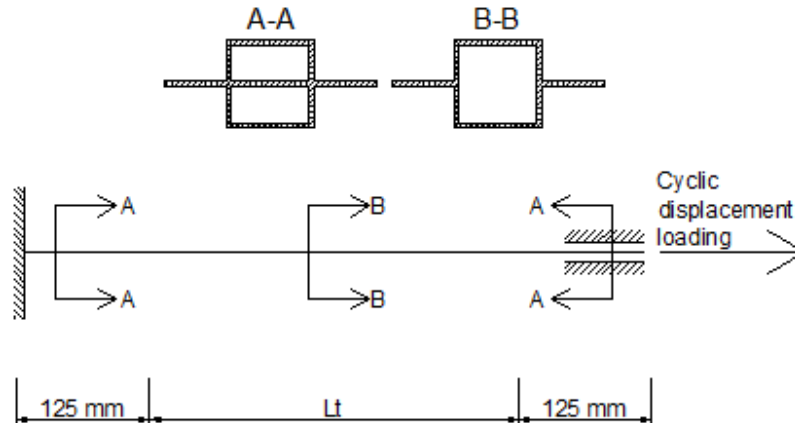 A-A B-B
Cyclic
displacement
loading
A B A
A B A
125 mm Lt 125 mm